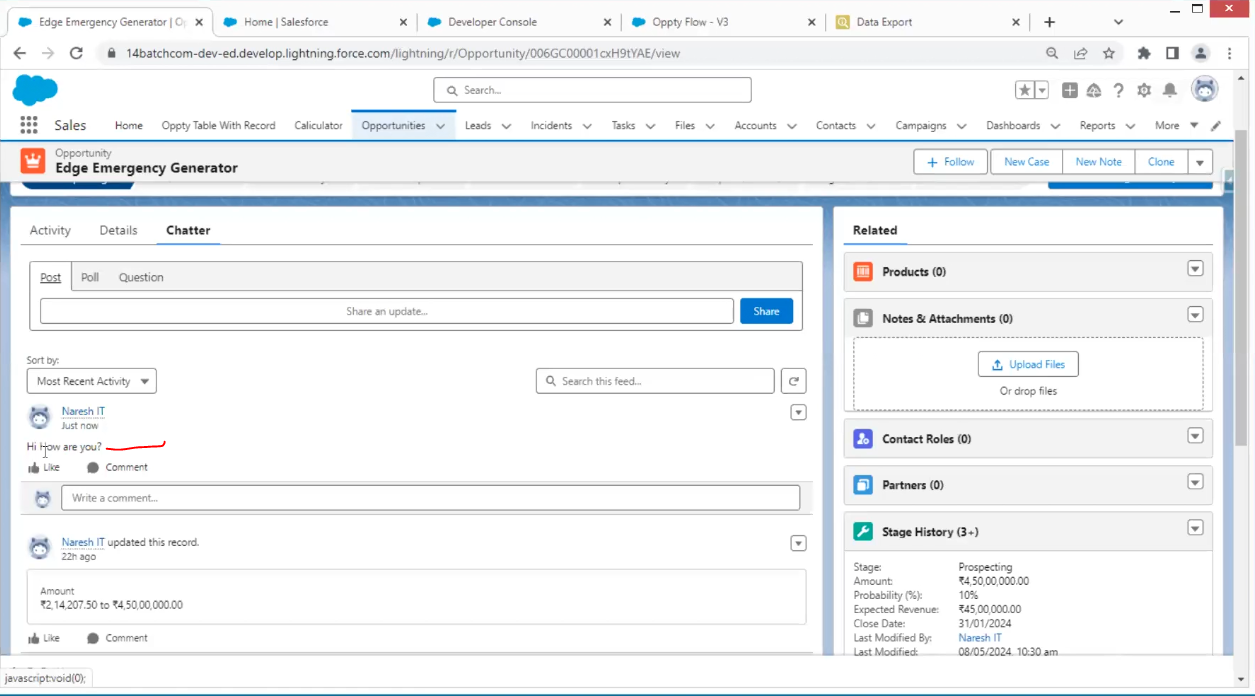 Edge Emergency Generator | Op
Home | Salesforce
Developer Console
Oppty Flow - V3
Data Export
14batchcom-dev-ed.develop.lightning.force.com/lightning/r/Opportunity/006GC00001cxH9tYAE/view
Search...
Sales
Home
Oppty Table With Record
Calculator
Opportunities
Leads
Incidents
Tasks
Files
Accounts
Contacts
Campaigns
Dashboards
Reports
More
Opportunity
Edge Emergency Generator
+ Follow
New Case
New Note
Clone
Activity
Details
Chatter
Post
Poll
Question
Share an update...
Share
Sort by:
Most Recent Activity
Search this feed...
Naresh IT
Just now
Hi How are you?
Like
Comment
Write a comment...
Naresh IT updated this record.
22h ago
Amount
₹2,14,207.50 to ₹4,50,00,000.00
Like
Comment
Related
Products (0)
Notes & Attachments (0)
Upload Files
Or drop files
Contact Roles (0)
Partners (0)
Stage History (3+)
Stage: Prospecting
Amount: ₹4,50,00,000.00
Probability (%): 10%
Expected Revenue: ₹45,00,000.00
Close Date: 31/01/2024
Last Modified By: Naresh IT
Last Modified: 08/05/2024, 10:30 am
javascript:void(0);